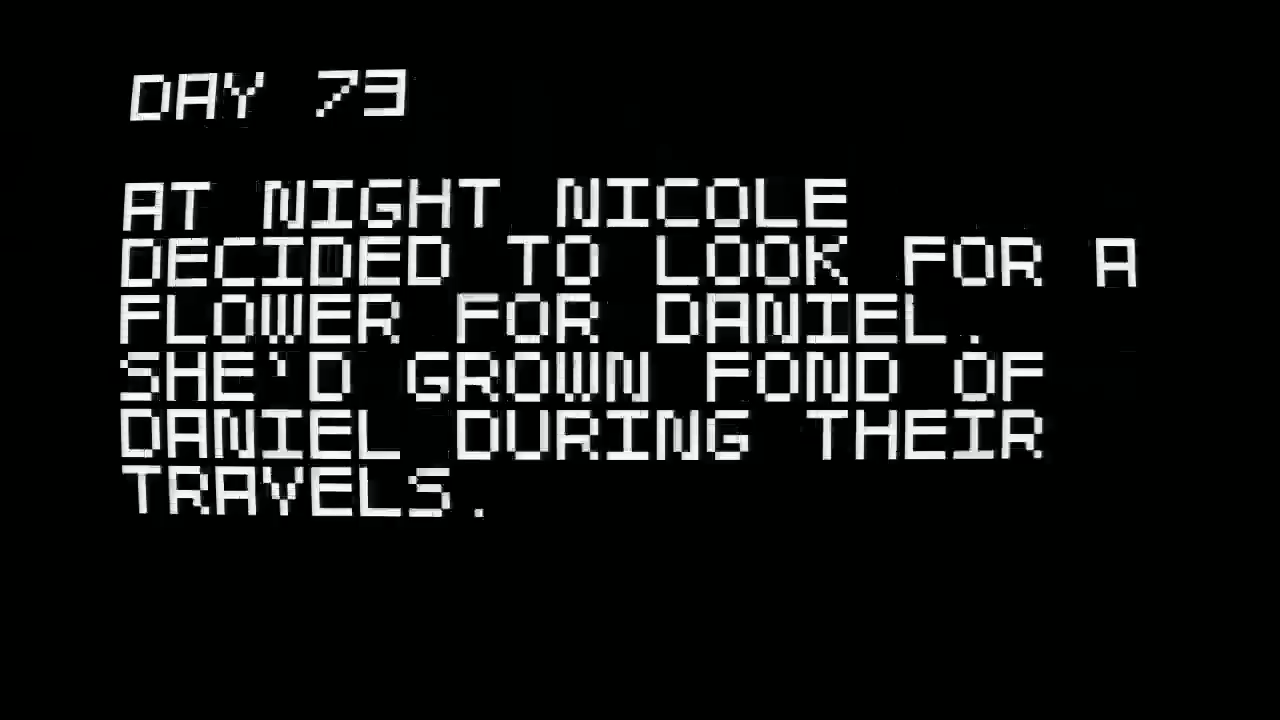 DAY 79
AT NIGHT NICOLE
DECIDED TO LOOK FOR A
FLOWER FOR DANIEL.
SHE'D GROWN FOND OF
DANIEL DURING THEIR
TRAVELS.